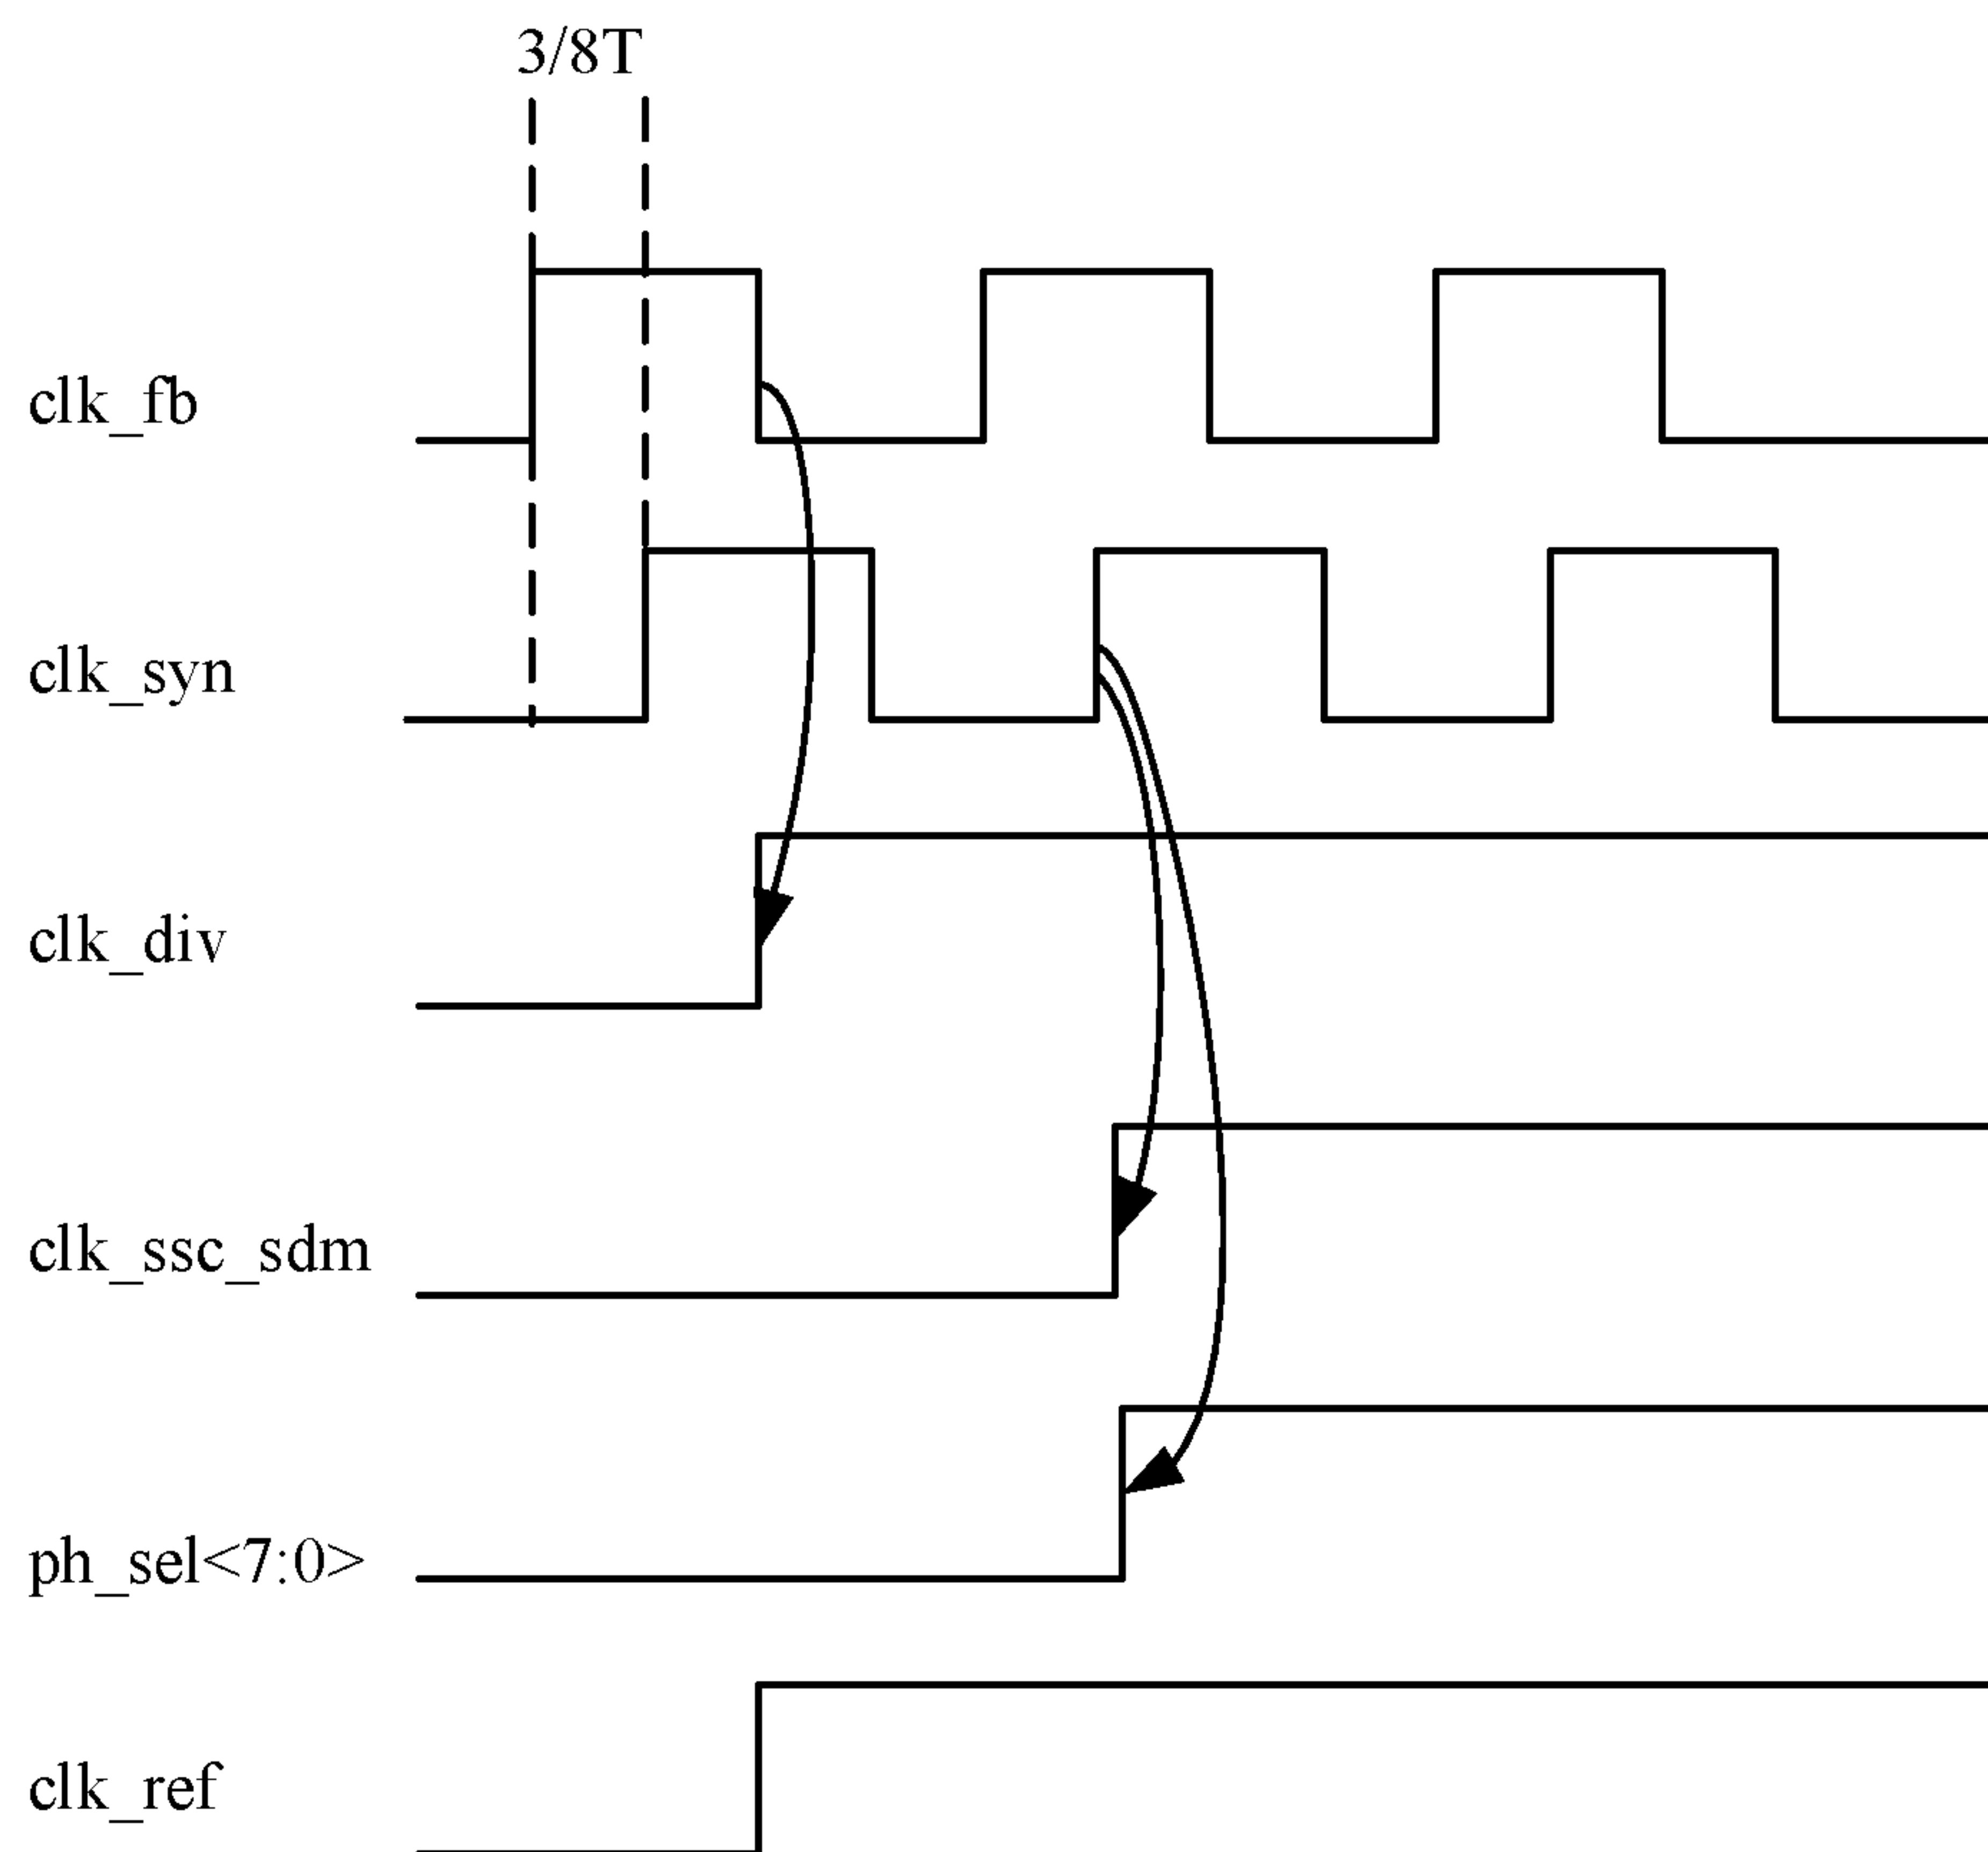 3/8T
clk_fb
clk_syn
clk_div
clk_ssc_sdm
ph_sel<7:0>
clk_ref